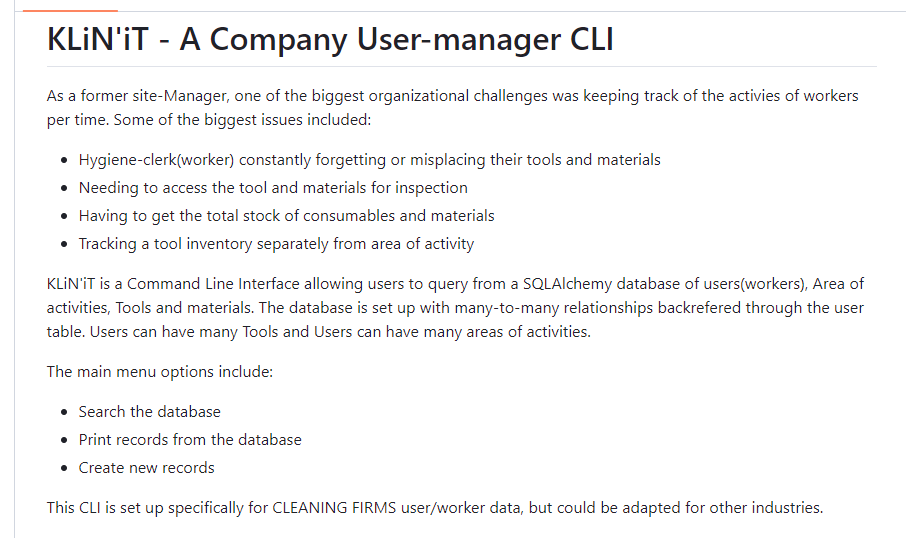 KLiN'iT - A Company User-manager CLI
As a former site-Manager, one of the biggest organizational challenges was keeping track of the activies of workers
per time. Some of the biggest issues included:
• Hygiene-clerk(worker) constantly forgetting or misplacing their tools and materials
• Needing to access the tool and materials for inspection
• Having to get the total stock of consumables and materials
• Tracking a tool inventory separately from area of activity
KLiN'iT is a Command Line Interface allowing users to query from a SQLAlchemy database of users(workers), Area of
activities, Tools and materials. The database is set up with many-to-many relationships backrefered through the user
table. Users can have many Tools and Users can have many areas of activities.
The main menu options include:
• Search the database
• Print records from the database
• Create new records
This CLI is set up specifically for CLEANING FIRMS user/worker data, but could be adapted for other industries.